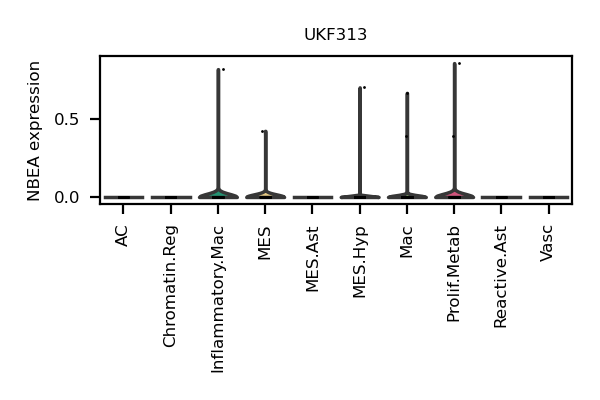 UKF313
NBEA expression
0.5
0.0
AC
Chromatin.Reg
Inflammatory.Mac
MES
MES.Ast
MES.Hyp
Mac
Prolif.Metab
Reactive.Ast
Vasc